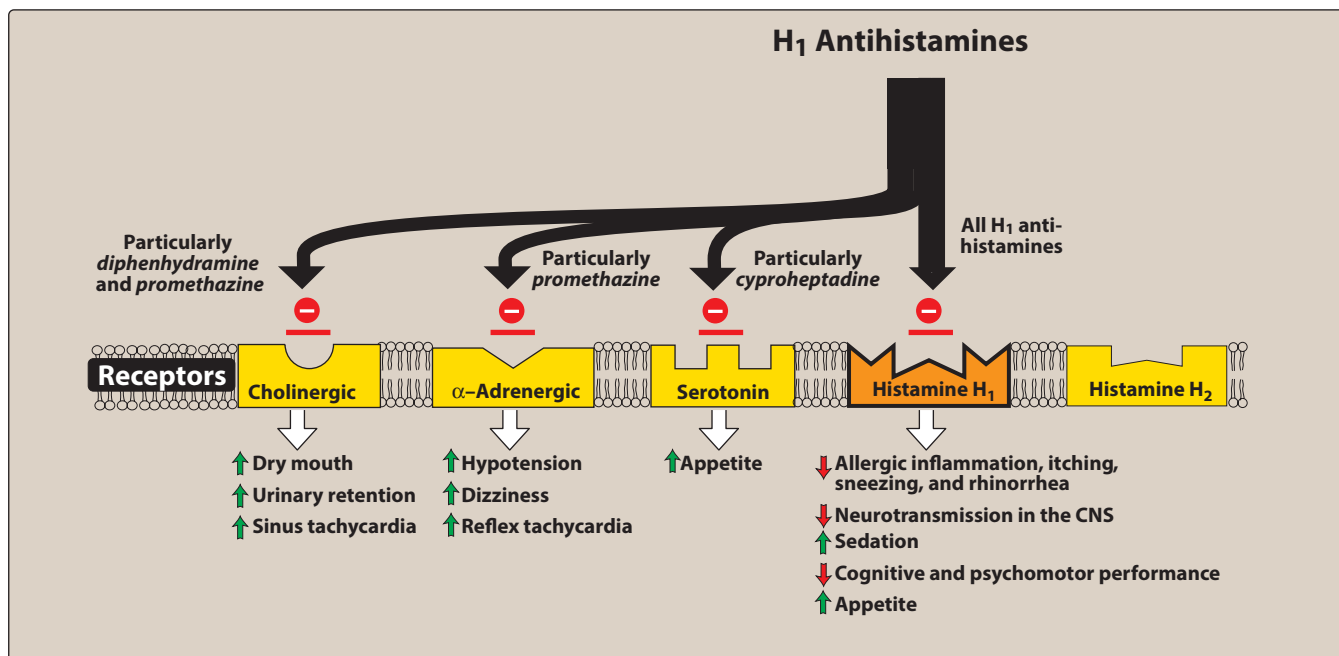 H₁ Antihistamines
Particularly
diphenhydramine
and promethazine
Particularly
promethazine
Particularly
cyproheptadine
All H₁ anti-
histamines
Receptors
Cholinergic
α–Adrenergic
Serotonin
Histamine H₁
Histamine H₂
Dry mouth
Urinary retention
Sinus tachycardia
Hypotension
Dizziness
Reflex tachycardia
Appetite
Allergic inflammation, itching,
sneezing, and rhinorrhea
Neurotransmission in the CNS
Sedation
Cognitive and psychomotor performance
Appetite